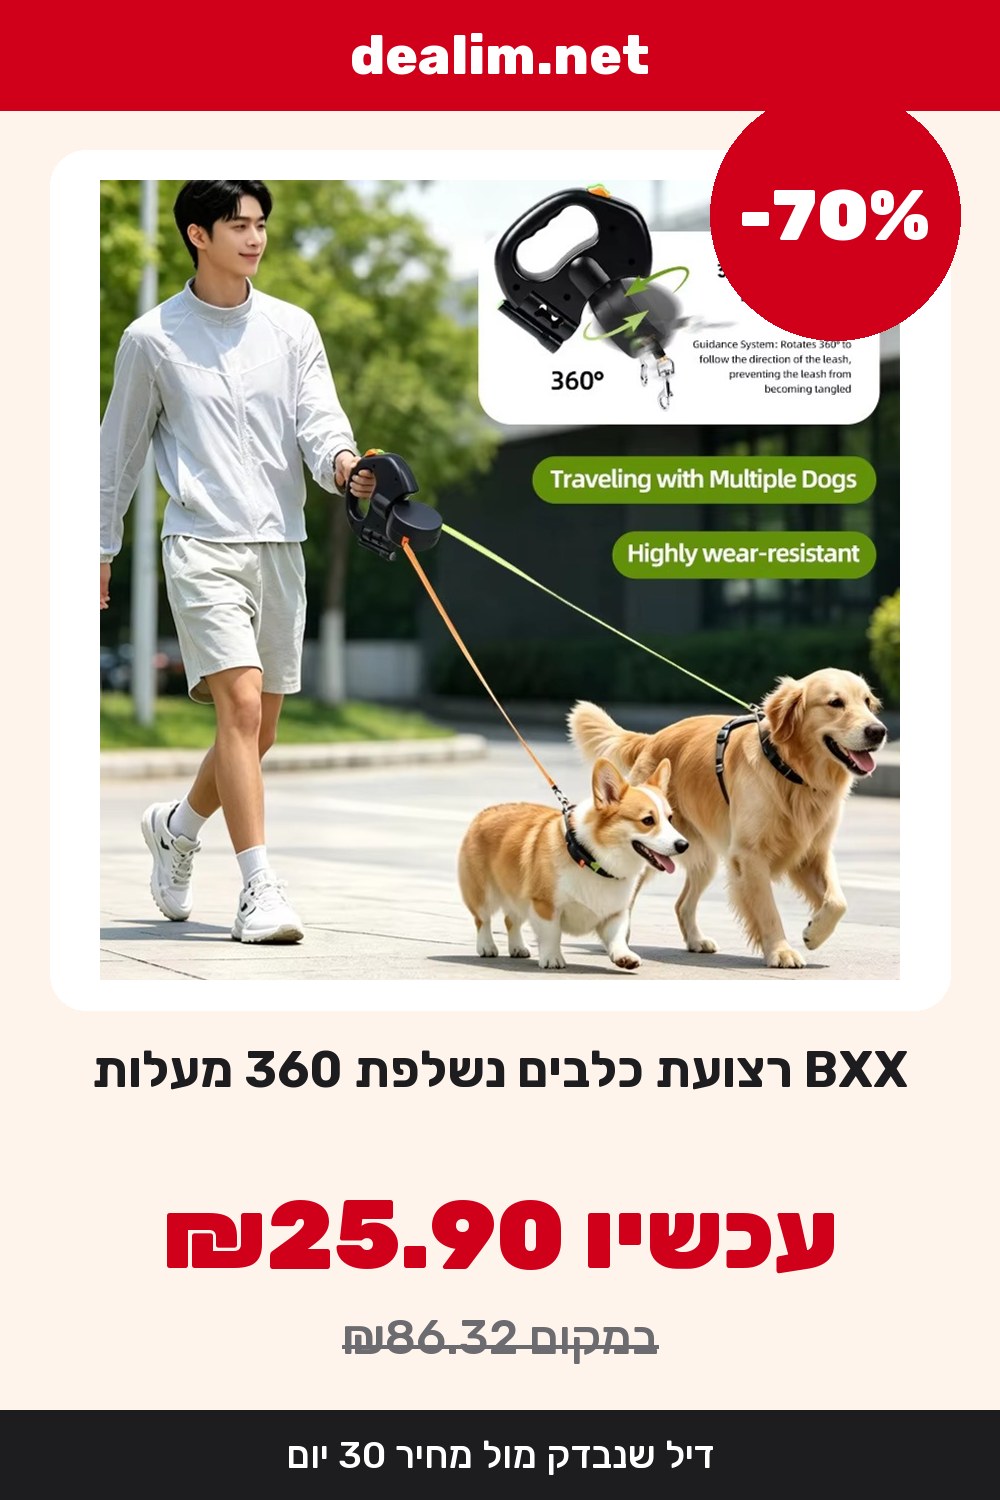 dealim.net
-70%
360°
Guidance System: Rotates 360° to
follow the direction of the leash,
preventing the leash from
becoming tangled
Traveling with Multiple Dogs
Highly wear-resistant
BXX רצועת כלבים נשלפת 360 מעלות
עכשיו ₪25.90
במקום ₪86.32
דיל שנבדק מול מחיר 30 יום